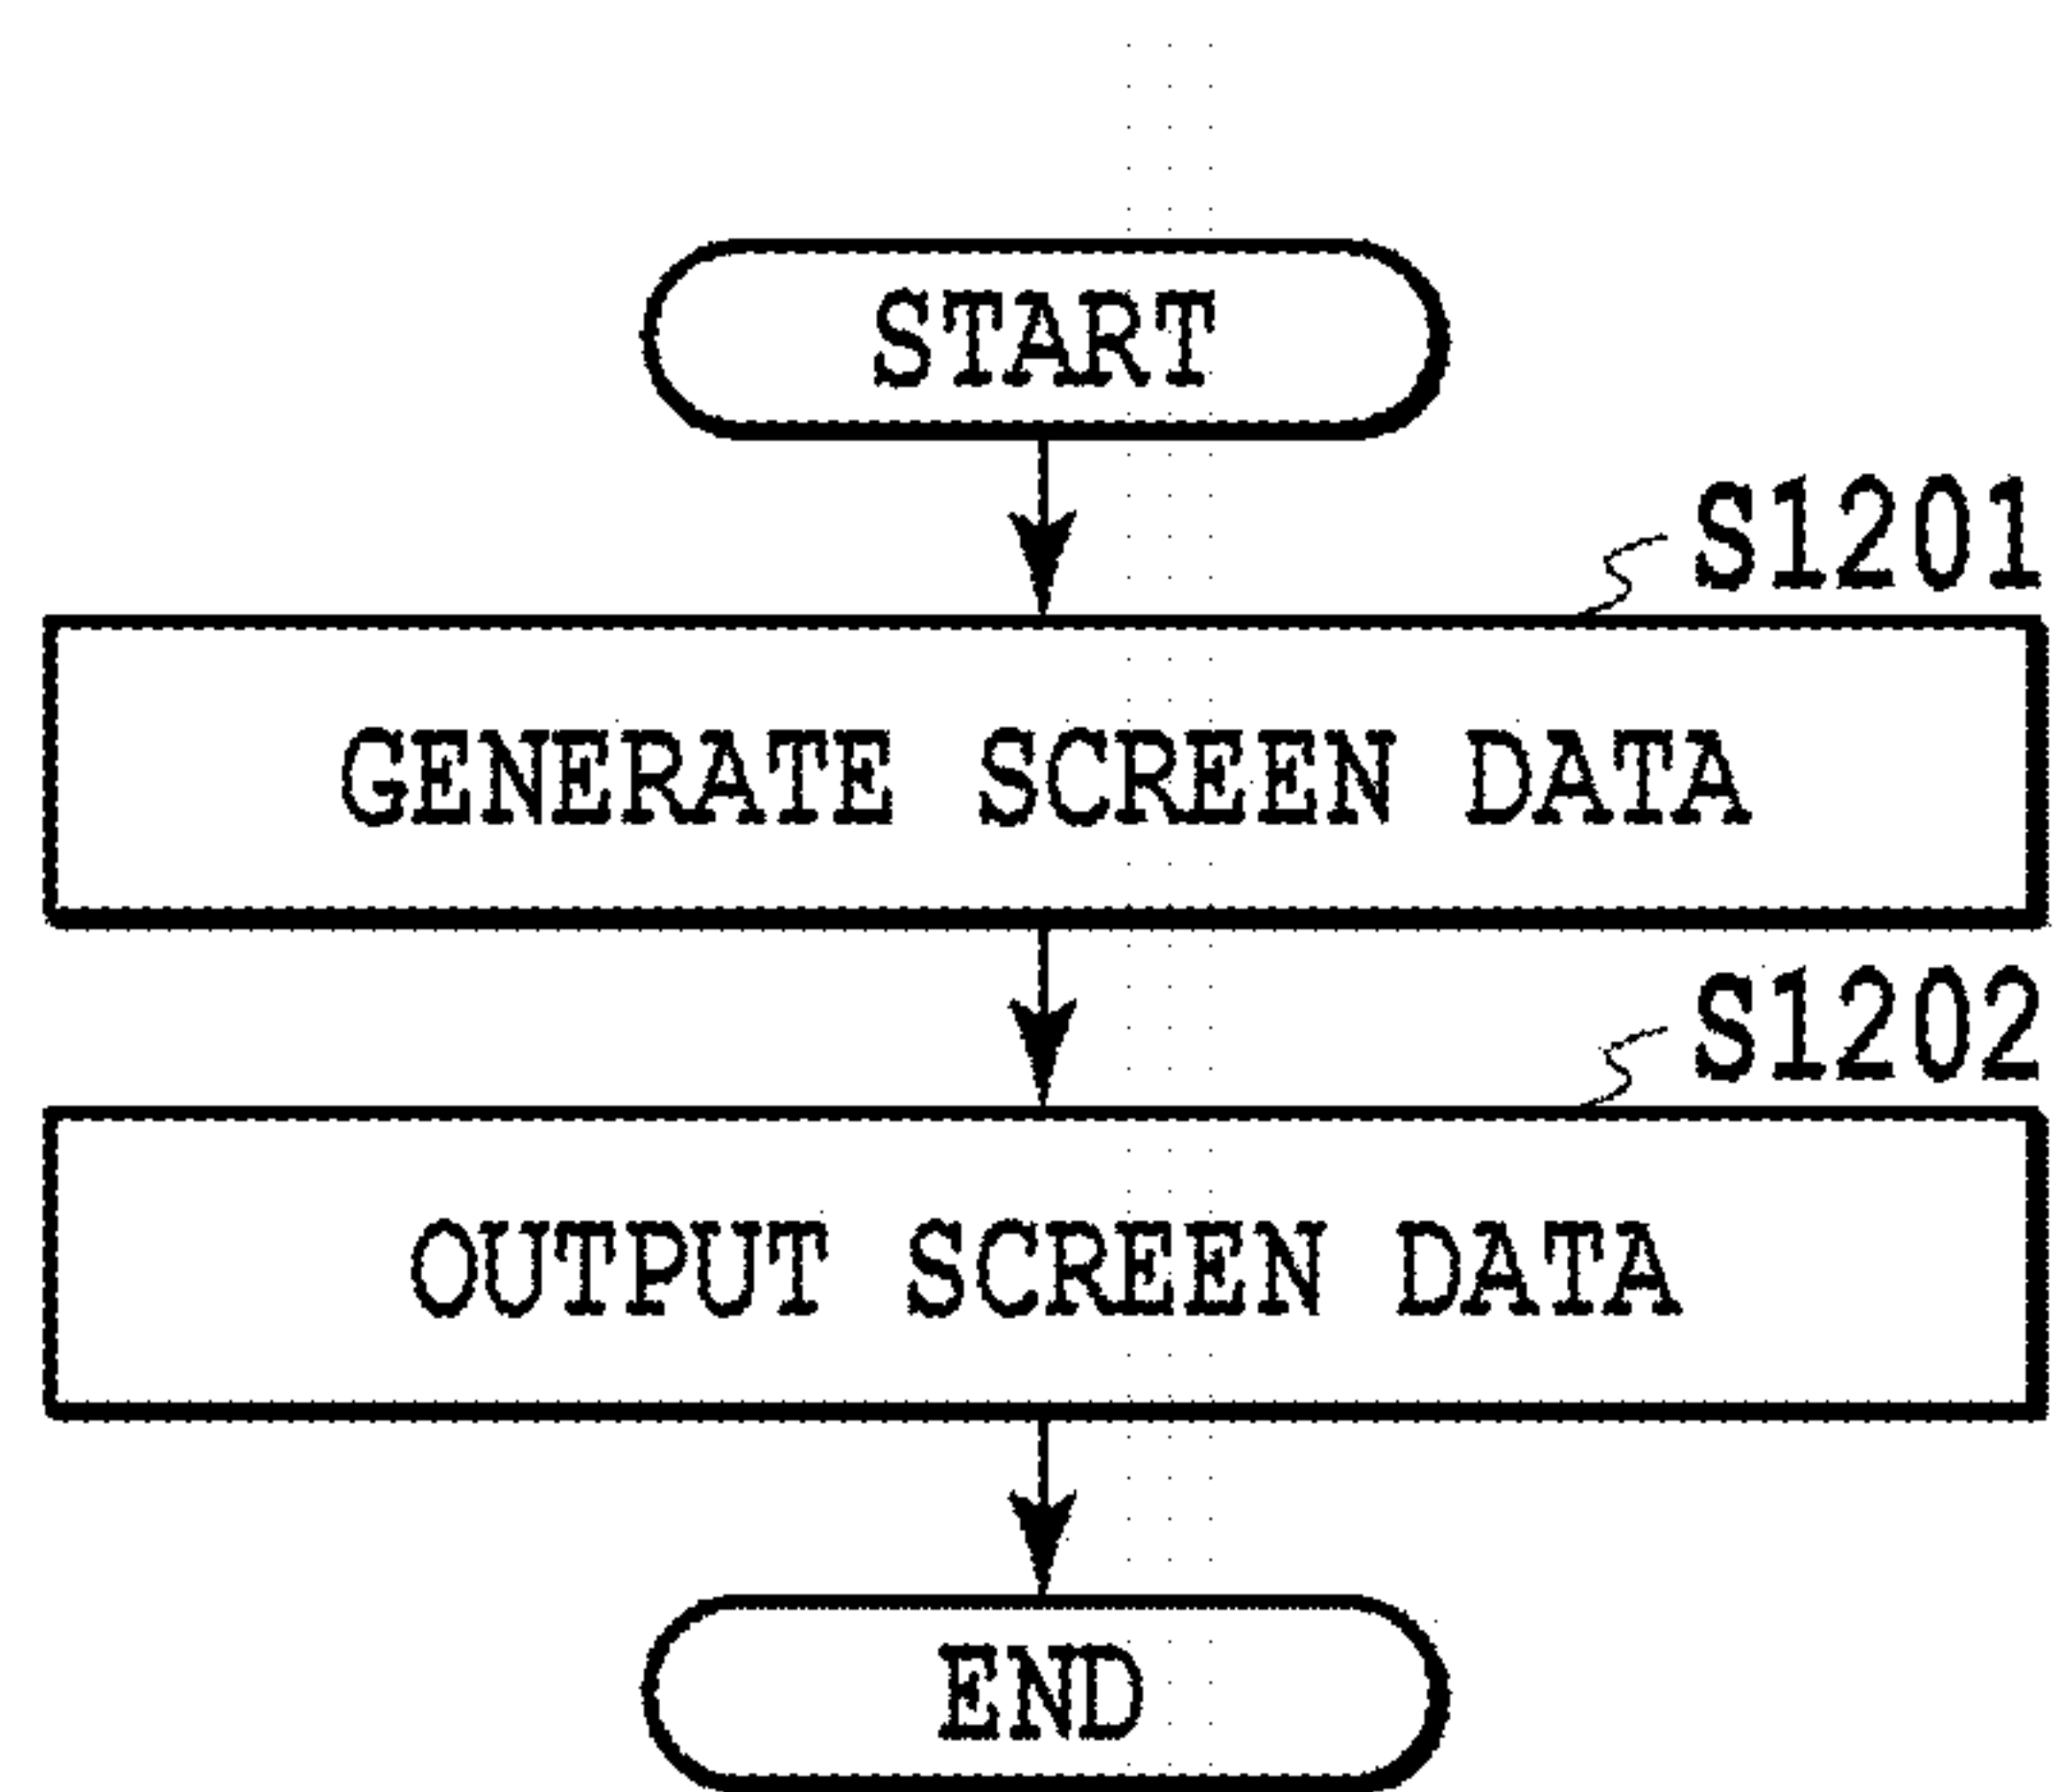 START
S1201
GENERATE SCREEN DATA
S1202
OUTPUT SCREEN DATA
END